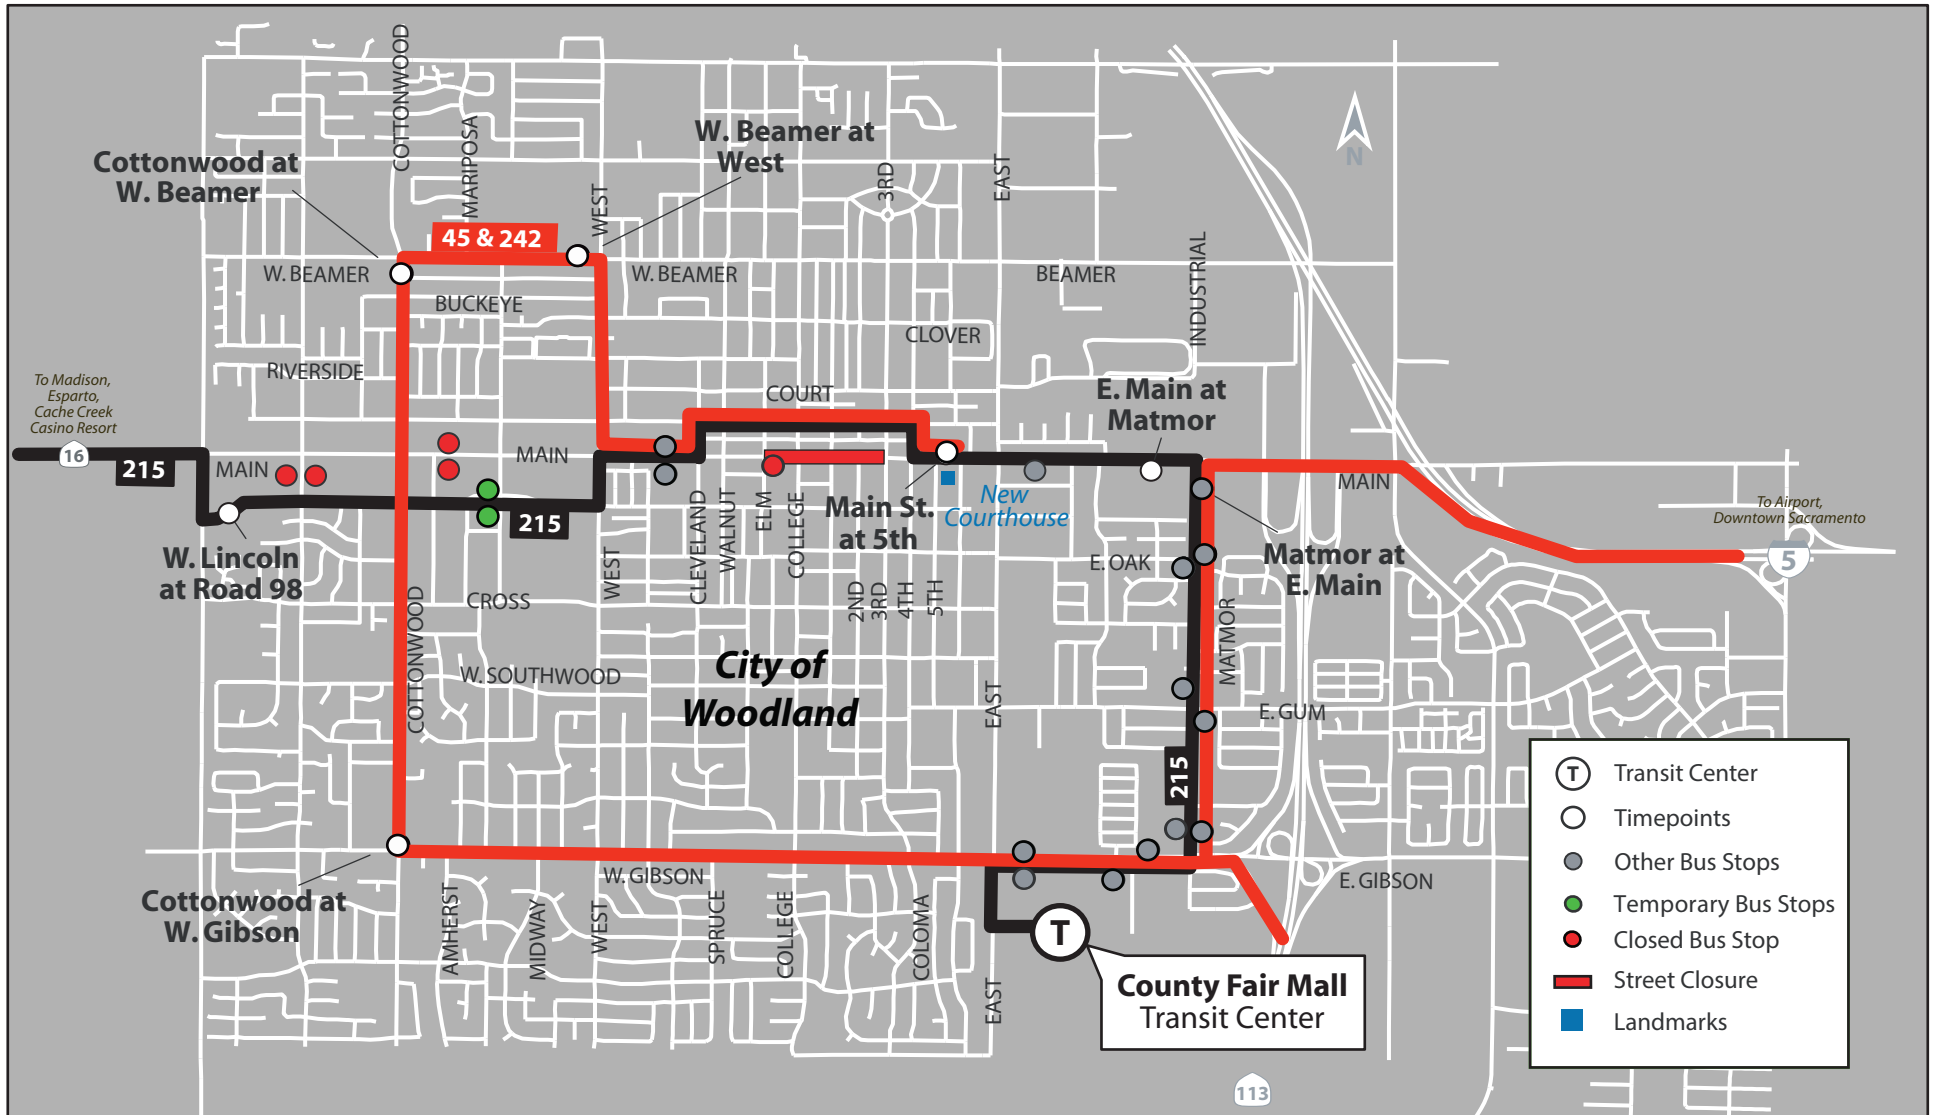 COTTONWOOD
MARIPOSA
W. Beamer at
West
Cottonwood at
W. Beamer
3RD
EAST
N
WEST
45 & 242
W. BEAMER
W. BEAMER
BEAMER
INDUSTRIAL
BUCKEYE
CLOVER
RIVERSIDE
To Madison,
Esparto,
Cache Creek
Casino Resort
COURT
E. Main at
Matmor
16
215
MAIN
MAIN
MAIN
New
Courthouse
Main St.
at 5th
To Airport,
Downtown Sacramento
5
215
CLEVELAND
WALNUT
ELM
COLLEGE
W. Lincoln
at Road 98
WEST
E. OAK
Matmor at
E. Main
CROSS
2ND
3RD
4TH
5TH
COTTONWOOD
MATMOR
City of
Woodland
W. SOUTHWOOD
EAST
E. GUM
215
T
Transit Center
Timepoints
Other Bus Stops
Temporary Bus Stops
Closed Bus Stop
Street Closure
Landmarks
W. GIBSON
E. GIBSON
Cottonwood at
W. Gibson
AMHERST
MIDWAY
WEST
SPRUCE
COLLEGE
COLOMA
EAST
T
County Fair Mall
Transit Center
113